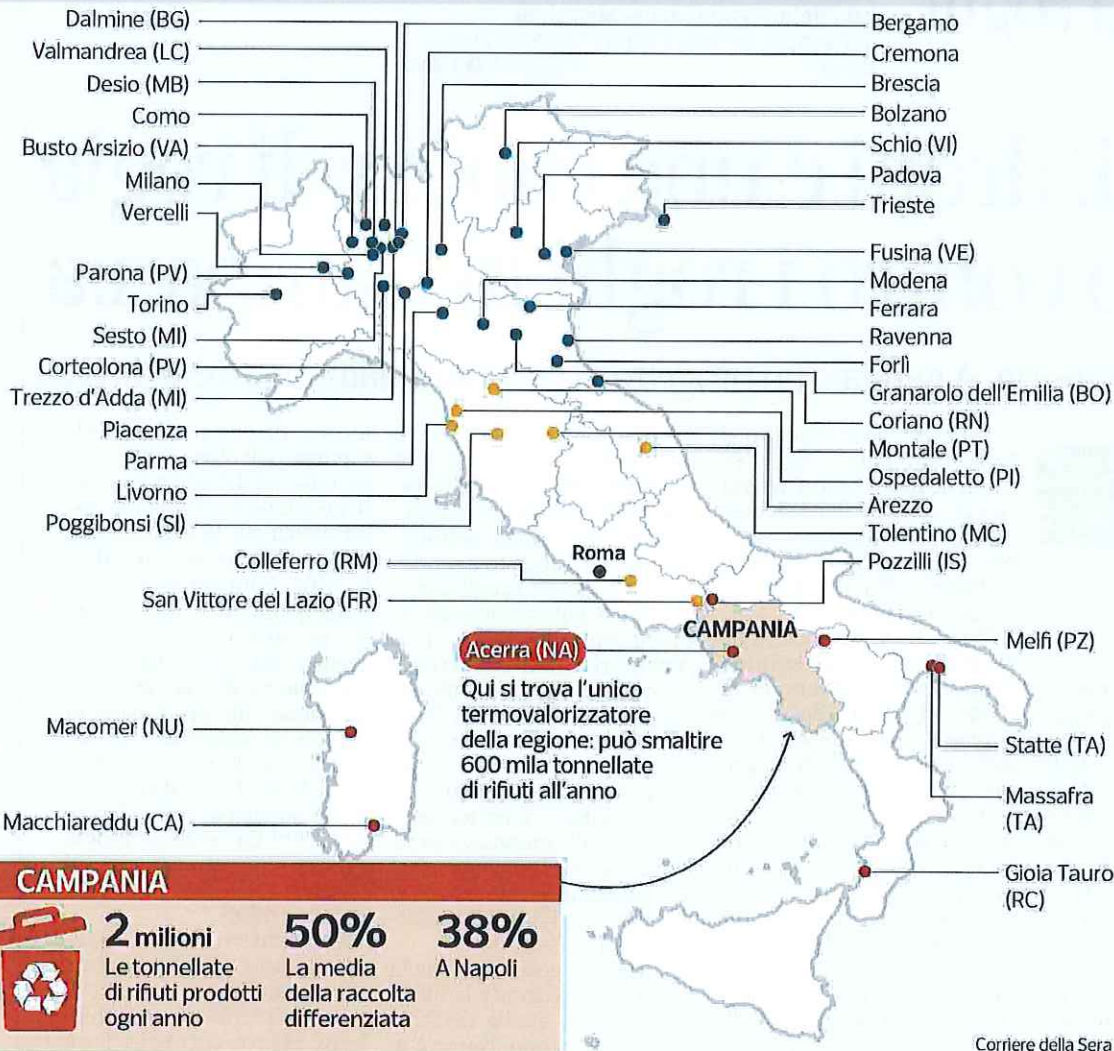 Dalmine (BG)
Valmandrea (LC)
Desio (MB)
Como
Busto Arsizio (VA)
Milano
Vercelli
Parona (PV)
Torino
Sesto (MI)
Corteolona (PV)
Trezzo d'Adda (MI)
Piacenza
Parma
Livorno
Poggibonsi (SI)
Colleferro (RM)
San Vittore del Lazio (FR)
Bergamo
Cremona
Brescia
Bolzano
Schio (VI)
Padova
Trieste
Fusina (VE)
Modena
Ferrara
Ravenna
Forlì
Granarolo dell'Emilia (BO)
Coriano (RN)
Montale (PT)
Ospedaletto (PI)
Arezzo
Tolentino (MC)
Pozzilli (IS)
Roma
CAMPANIA
Acerra (NA)
Qui si trova l'unico
termovalorizzatore
della regione: può smaltire
600 mila tonnellate
di rifiuti all'anno
Melfi (PZ)
Statte (TA)
Massafra
(TA)
Gioia Tauro
(RC)
Macomer (NU)
Macchiareddu (CA)
CAMPANIA
2 milioni
Le tonnellate
di rifiuti prodotti
ogni anno
50%
La media
della raccolta
differenziata
38%
A Napoli
Corriere della Sera